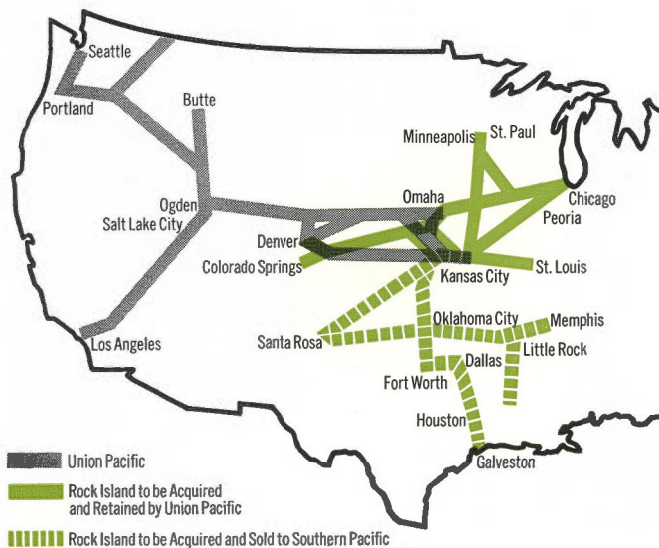 Seattle
Portland
Butte
Minneapolis
St. Paul
Ogden
Omaha
Chicago
Salt Lake City
Peoria
Denver
Colorado Springs
Kansas City
St. Louis
Los Angeles
Santa Rosa
Oklahoma City
Memphis
Little Rock
Dallas
Fort Worth
Houston
Galveston
Union Pacific
Rock Island to be Acquired
and Retained by Union Pacific
Rock Island to be Acquired and Sold to Southern Pacific